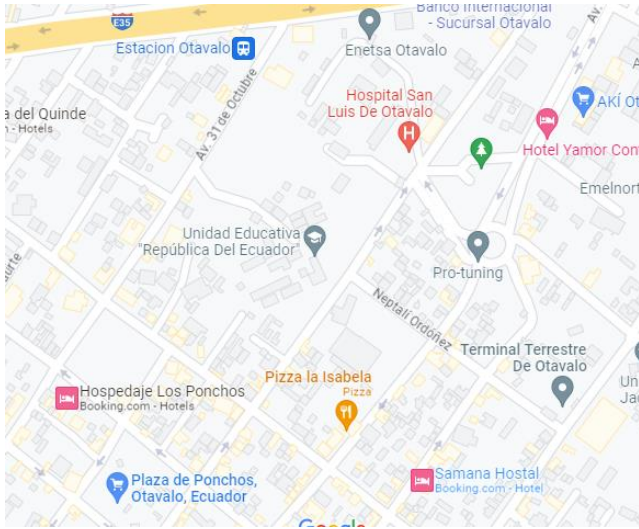 Banco Internacional
- Sucursal Otavalo
E35
Estacion Otavalo
Enetsa Otavalo
Av.
Av. 31 de Octubre
Hospital San
Luis De Otavalo
H
AKÍ Ot
a del Quinde
n - Hotels
Hotel Yamor Con
Emelnort
Unidad Educativa
"República Del Ecuador"
Pro-tuning
Neptalí Ordóñez
Terminal Terrestre
De Otavalo
Un
Jac
Pizza la Isabela
Pizza
Hospedaje Los Ponchos
Booking.com - Hotels
Plaza de Ponchos,
Otavalo, Ecuador
Samana Hostal
Booking.com - Hotel
Google